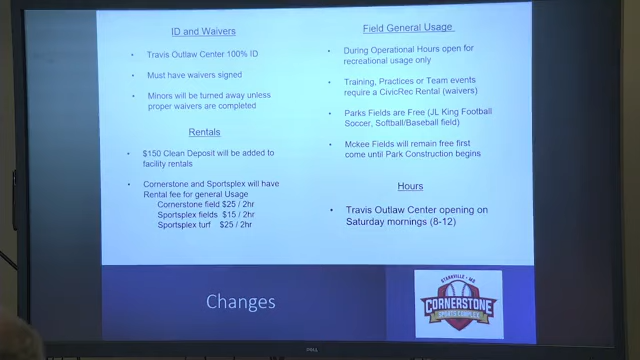 ID and Waivers
• Travis Outlaw Center 100% ID
• Must have waivers signed
• Minors will be turned away unless
proper waivers are completed
Rentals
• $150 Clean Deposit will be added to
facility rentals
• Cornerstone and Sportsplex will have
Rental fee for general Usage
Cornerstone field $25 / 2hr
Sportsplex fields $15 / 2hr
Sportsplex turf $25 / 2hr
Field General Usage
• During Operational Hours open for
recreational usage only
• Training, Practices or Team events
require a CivicRec Rental (waivers)
• Parks Fields are Free (JL King Football
Soccer, Softball/Baseball field)
• Mckee Fields will remain free first
come until Park Construction begins
Hours
• Travis Outlaw Center opening on
Saturday mornings (8-12)
Changes
STARKVILLE • MS
CORNERSTONE
SPORTS COMPLEX
DELL